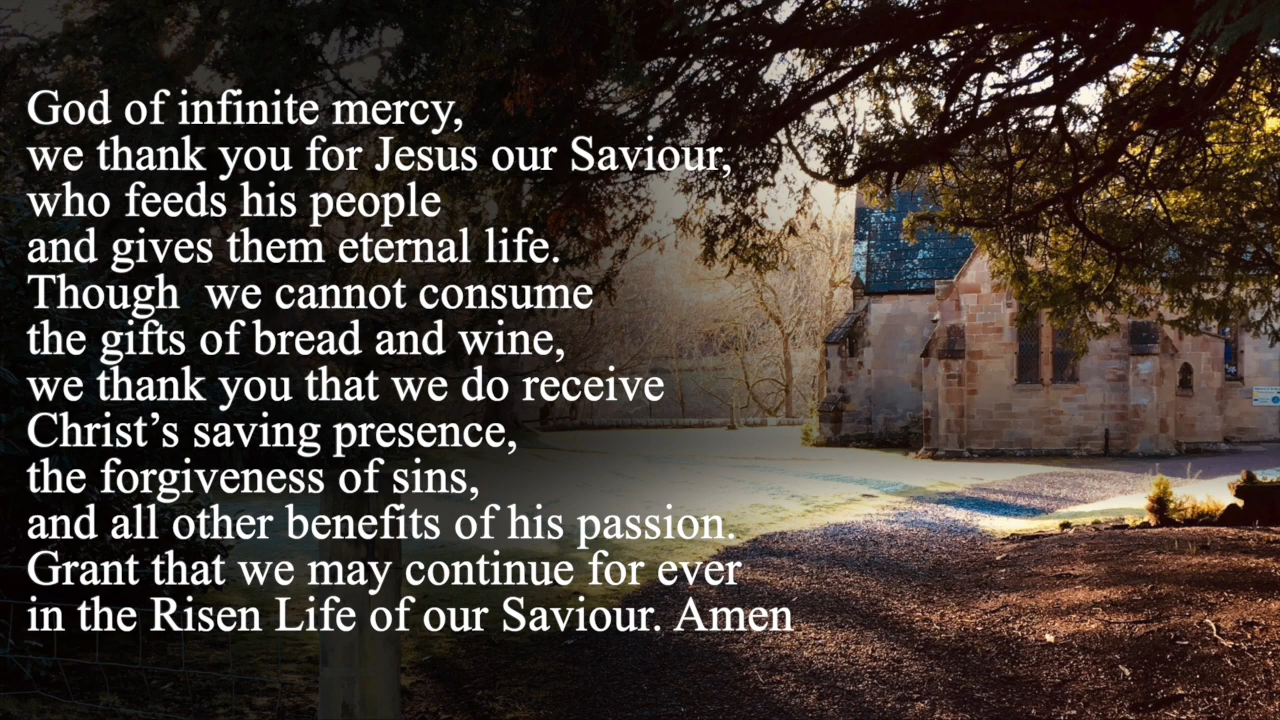 God of infinite mercy,
we thank you for Jesus our Saviour,
who feeds his people
and gives them eternal life.
Though  we cannot consume
the gifts of bread and wine,
we thank you that we do receive
Christ’s saving presence,
the forgiveness of sins,
and all other benefits of his passion.
Grant that we may continue for ever
in the Risen Life of our Saviour. Amen